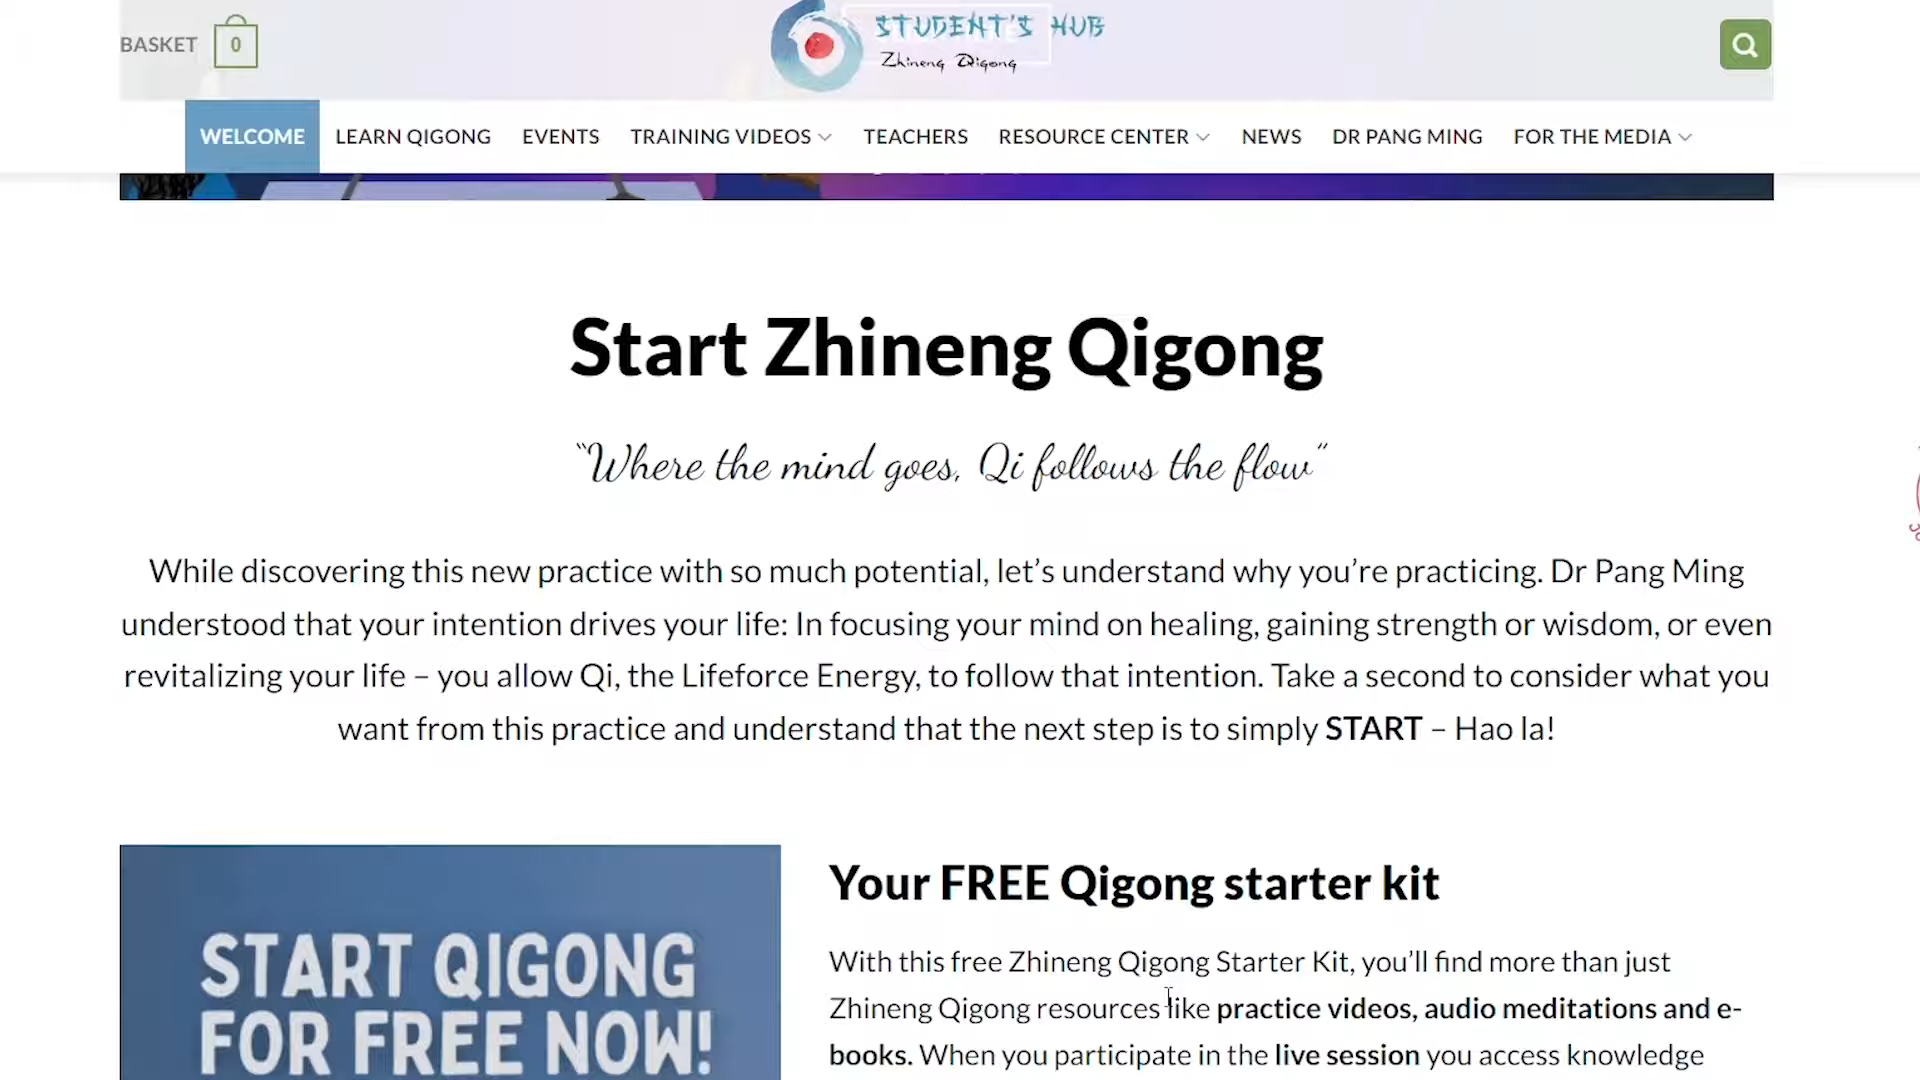 BASKET 0
STUDENT'S HUB
Zhineng Qigong
WELCOME LEARN QIGONG EVENTS TRAINING VIDEOS TEACHERS RESOURCE CENTER NEWS DR PANG MING FOR THE MEDIA
Start Zhineng Qigong
“Where the mind goes, Qi follows the flow”
While discovering this new practice with so much potential, let’s understand why you’re practicing. Dr Pang Ming
understood that your intention drives your life: In focusing your mind on healing, gaining strength or wisdom, or even
revitalizing your life – you allow Qi, the Lifeforce Energy, to follow that intention. Take a second to consider what you
want from this practice and understand that the next step is to simply START – Hao la!
START QIGONG
FOR FREE NOW!
Your FREE Qigong starter kit
With this free Zhineng Qigong Starter Kit, you’ll find more than just
Zhineng Qigong resources like practice videos, audio meditations and e-
books. When you participate in the live session you access knowledge